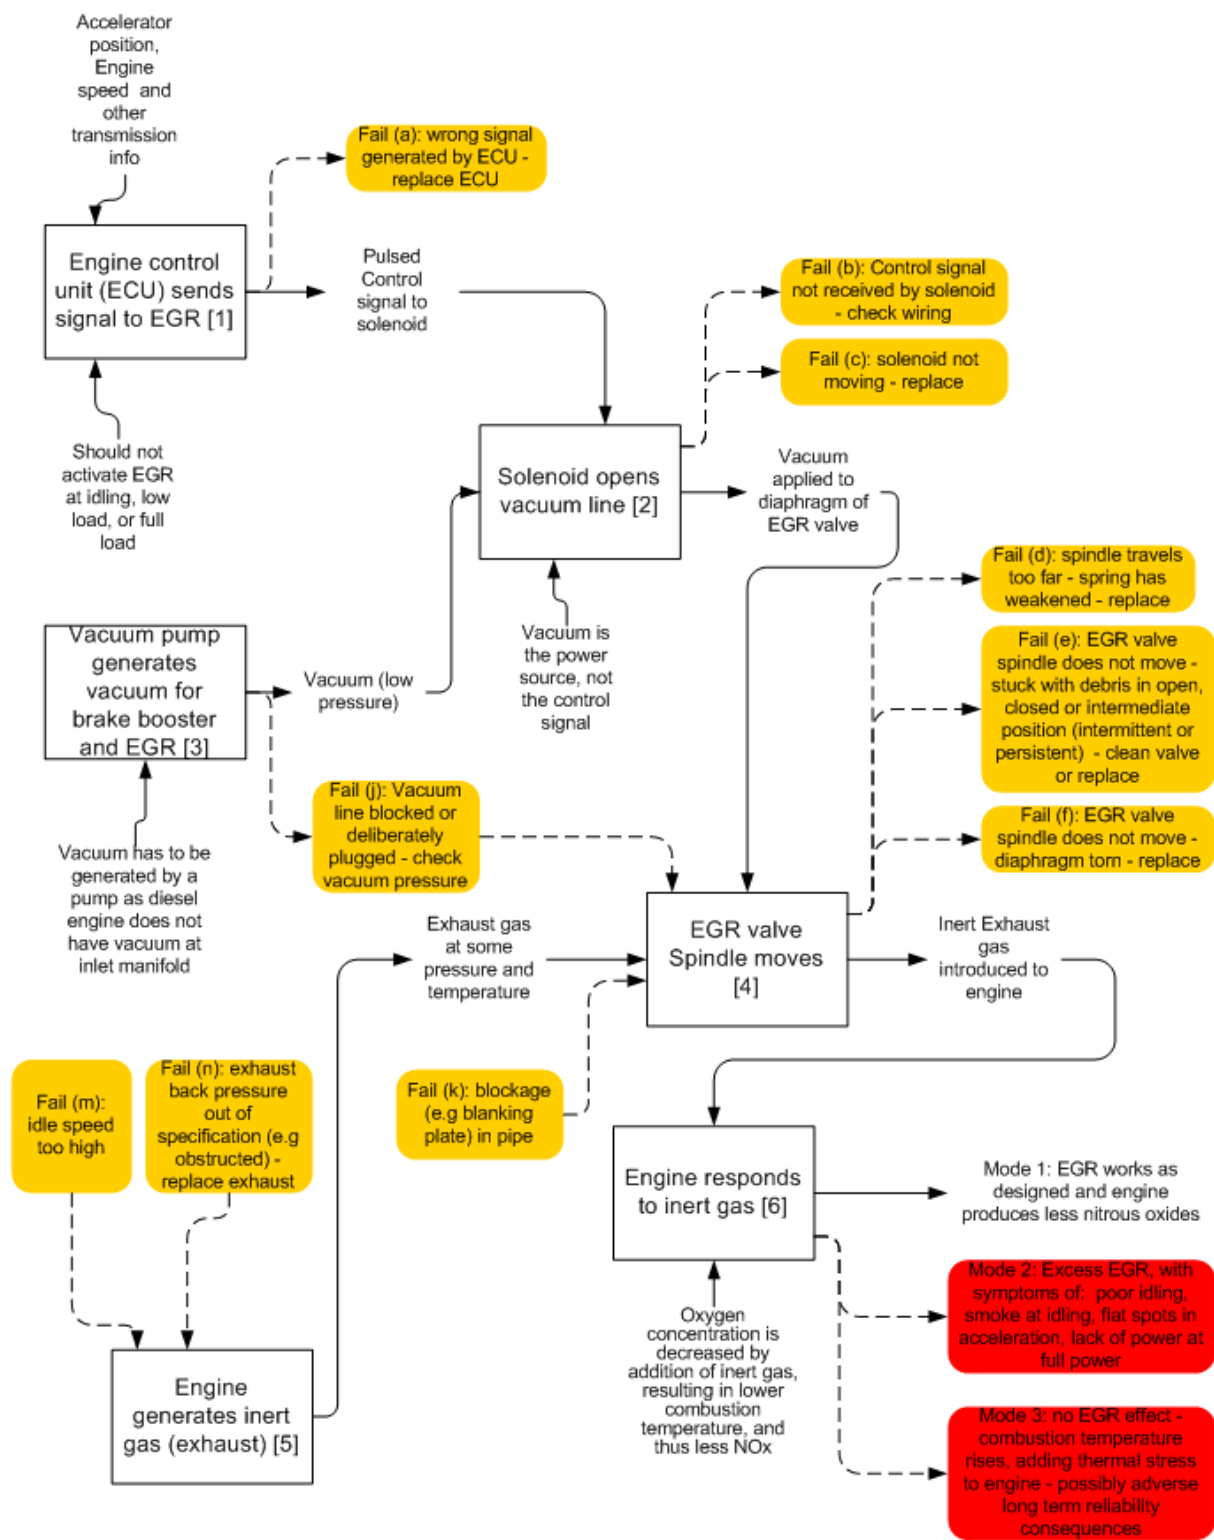 Accelerator
position,
Engine
speed and
other
transmission
info
Fail (a): wrong signal
generated by ECU -
replace ECU
Engine control
unit (ECU) sends
signal to EGR [1]
Pulsed
Control
signal to
solenoid
Fail (b): Control signal
not received by solenoid
- check wiring
Fail (c): solenoid not
moving - replace
Should not
activate EGR
at idling, low
load, or full
load
Solenoid opens
vacuum line [2]
Vacuum
applied to
diaphragm of
EGR valve
Fail (d): spindle travels
too far - spring has
weakened - replace
Vacuum pump
generates
vacuum for
brake booster
and EGR [3]
Vacuum (low
pressure)
Vacuum is
the power
source, not
the control
signal
Fail (e): EGR valve
spindle does not move -
stuck with debris in open,
closed or intermediate
position (intermittent or
persistent) - clean valve
or replace
Fail (j): Vacuum
line blocked or
deliberately
plugged - check
vacuum pressure
Fail (f): EGR valve
spindle does not move -
diaphragm torn - replace
Vacuum has to be
generated by a
pump as diesel
engine does not
have vacuum at
inlet manifold
Exhaust gas
at some
pressure and
temperature
EGR valve
Spindle moves
[4]
Inert Exhaust
gas
introduced to
engine
Fail (m):
idle speed
too high
Fail (n): exhaust
back pressure
out of
specification (e.g
obstructed) -
replace exhaust
Fail (k): blockage
(e.g blanking
plate) in pipe
Engine responds
to inert gas [6]
Mode 1: EGR works as
designed and engine
produces less nitrous oxides
Mode 2: Excess EGR, with
symptoms of: poor idling,
smoke at idling, flat spots in
acceleration, lack of power at
full power
Oxygen
concentration is
decreased by
addition of inert gas,
resulting in lower
combustion
temperature, and
thus less NOx
Engine
generates inert
gas (exhaust) [5]
Mode 3: no EGR effect -
combustion temperature
rises, adding thermal stress
to engine - possibly adverse
long term reliability
consequences